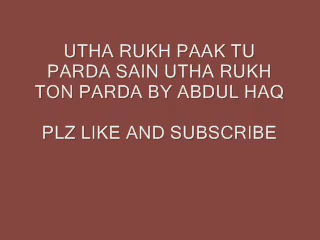 UTHA RUKH PAAK TU
PARDA SAIN UTHA RUKH
TON PARDA BY ABDUL HAQ
PLZ LIKE AND SUBSCRIBE